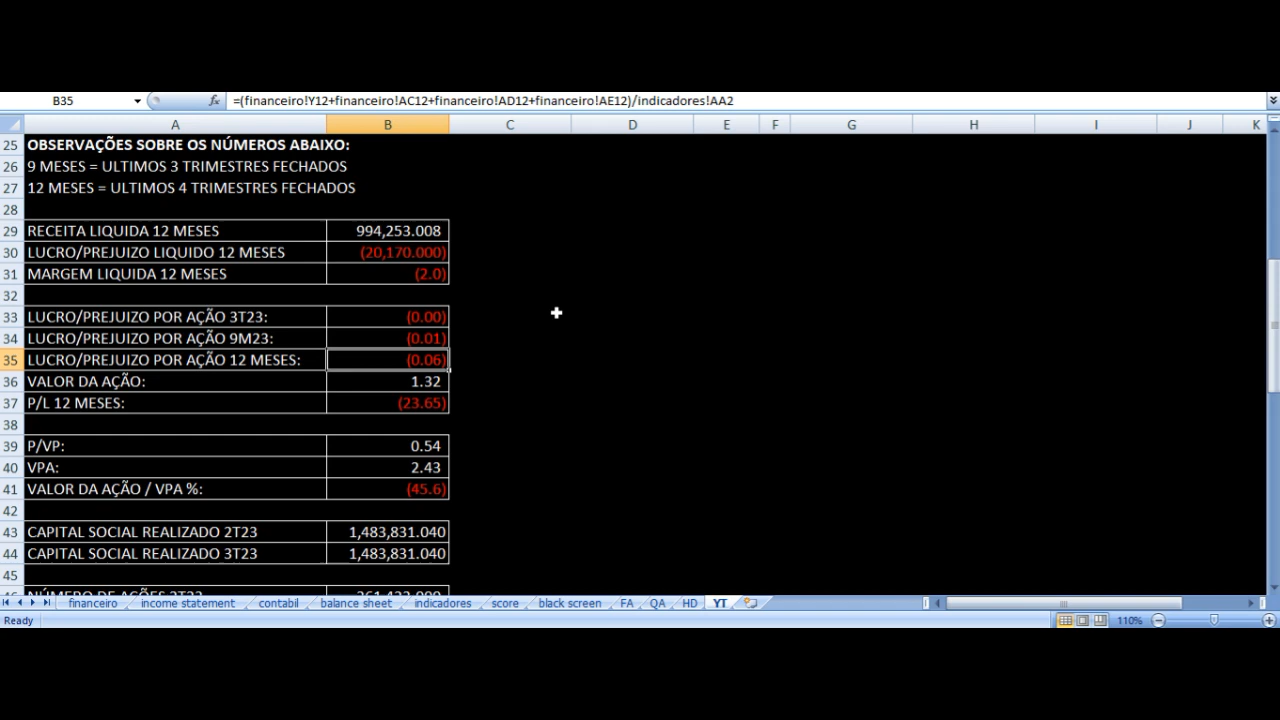 B35 fx =(financeiro!Y12+financeiro!AC12+financeiro!AD12+financeiro!AE12)/indicadores!AA2
A B C D E F G H I J K
25 OBSERVAÇÕES SOBRE OS NÚMEROS ABAIXO:
26 9 MESES = ULTIMOS 3 TRIMESTRES FECHADOS
27 12 MESES = ULTIMOS 4 TRIMESTRES FECHADOS
28
29 RECEITA LIQUIDA 12 MESES 994,253.008
30 LUCRO/PREJUIZO LIQUIDO 12 MESES (20,170.000)
31 MARGEM LIQUIDA 12 MESES (2.0)
32
33 LUCRO/PREJUIZO POR AÇÃO 3T23: (0.00)
34 LUCRO/PREJUIZO POR AÇÃO 9M23: (0.01)
35 LUCRO/PREJUIZO POR AÇÃO 12 MESES: (0.06)
36 VALOR DA AÇÃO: 1.32
37 P/L 12 MESES: (23.65)
38
39 P/VP: 0.54
40 VPA: 2.43
41 VALOR DA AÇÃO / VPA %: (45.6)
42
43 CAPITAL SOCIAL REALIZADO 2T23 1,483,831.040
44 CAPITAL SOCIAL REALIZADO 3T23 1,483,831.040
45
financeiro income statement contabil balance sheet indicadores score black screen FA QA HD YT
Ready 110%